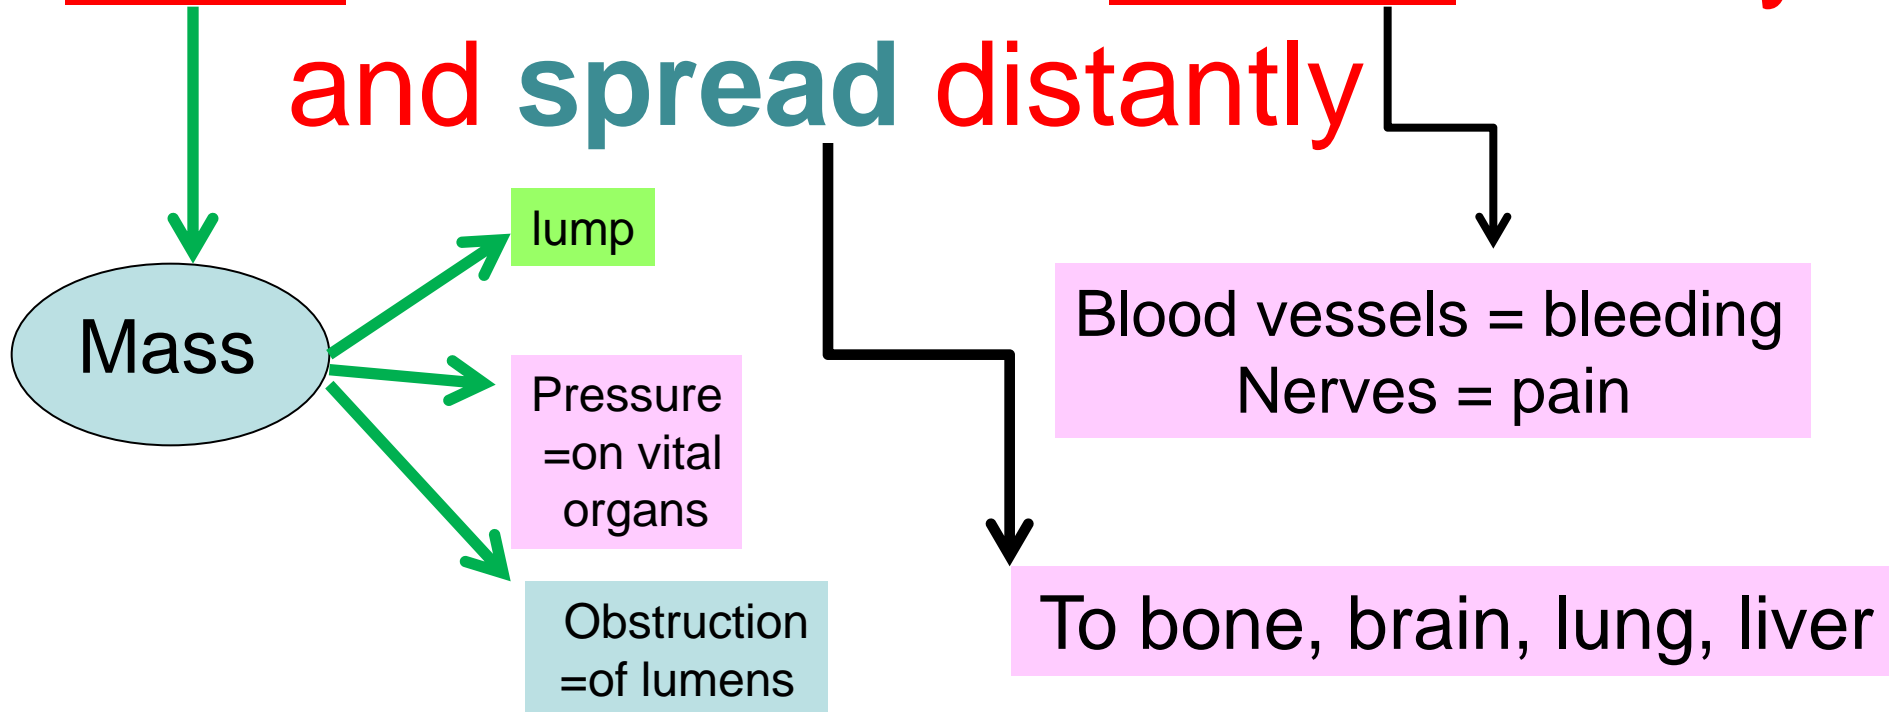 and spread distantly
lump
Mass
Blood vessels = bleeding
Nerves = pain
Pressure
=on vital
organs
Obstruction
=of lumens
To bone, brain, lung, liver